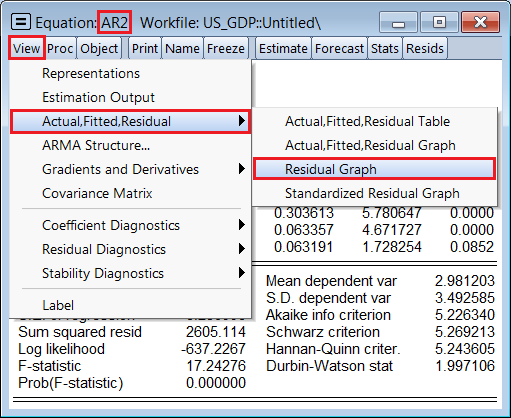 Equation: AR2 Workfile: US_GDP::Untitled\
View Proc Object Print Name Freeze Estimate Forecast Stats Resids
Representations
Estimation Output
Actual,Fitted,Residual
ARMA Structure...
Gradients and Derivatives
Covariance Matrix
Coefficient Diagnostics
Residual Diagnostics
Stability Diagnostics
Label
Actual,Fitted,Residual Table
Actual,Fitted,Residual Graph
Residual Graph
Standardized Residual Graph
0.303613 5.780647 0.0000
0.063357 4.671727 0.0000
0.063191 1.728254 0.0852
Mean dependent var 2.981203
S.D. dependent var 3.492585
Akaike info criterion 5.226340
Sum squared resid 2605.114 Schwarz criterion 5.269213
Log likelihood -637.2267 Hannan-Quinn criter. 5.243605
F-statistic 17.24276 Durbin-Watson stat 1.997106
Prob(F-statistic) 0.000000